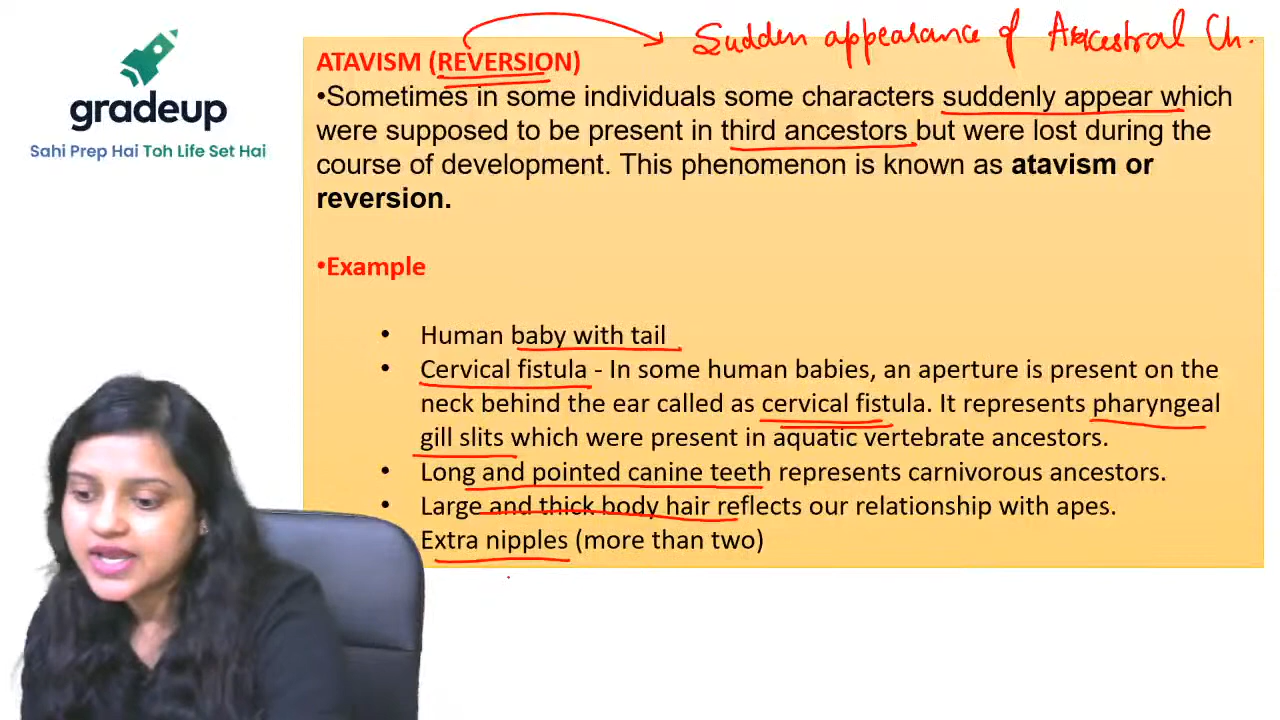 Sudden appearance of Ancestral Ch.
gradeup
Sahi Prep Hai Toh Life Set Hai
ATAVISM (REVERSION)
•Sometimes in some individuals some characters suddenly appear which
were supposed to be present in third ancestors but were lost during the
course of development. This phenomenon is known as atavism or
reversion.
•Example
• Human baby with tail
• Cervical fistula - In some human babies, an aperture is present on the
neck behind the ear called as cervical fistula. It represents pharyngeal
gill slits which were present in aquatic vertebrate ancestors.
• Long and pointed canine teeth represents carnivorous ancestors.
• Large and thick body hair reflects our relationship with apes.
Extra nipples (more than two)